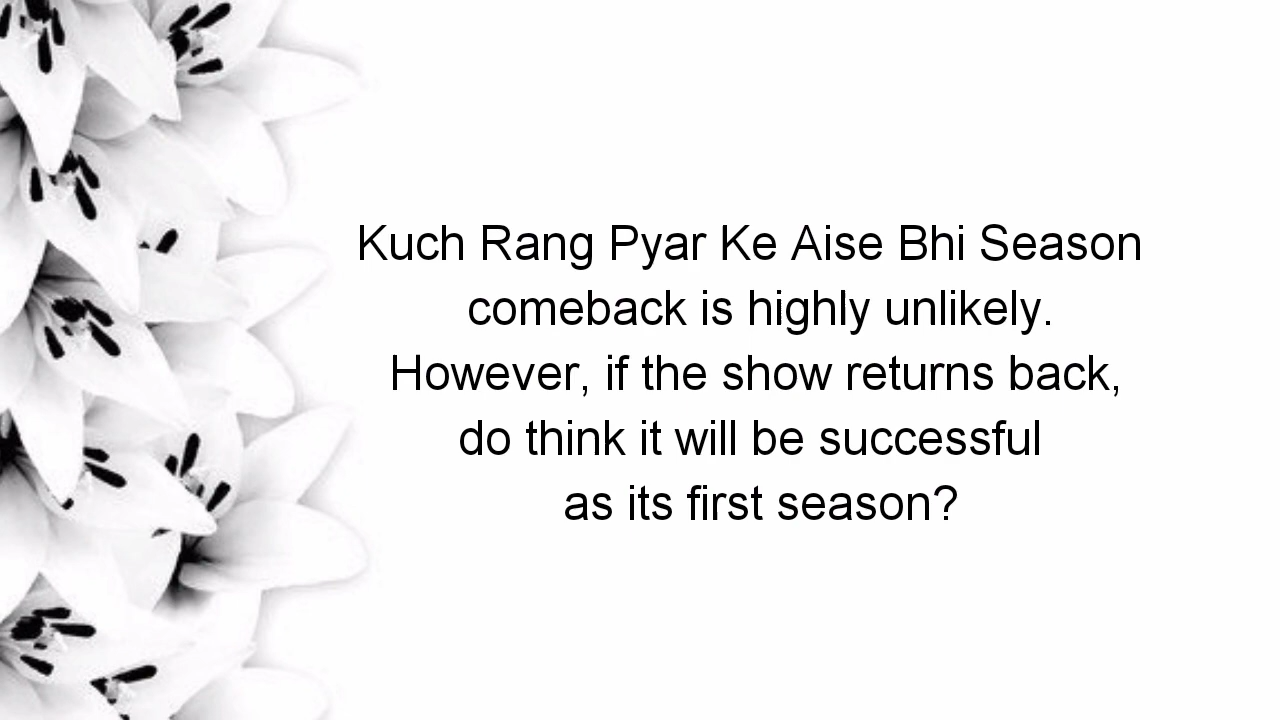 Kuch Rang Pyar Ke Aise Bhi Season
comeback is highly unlikely.
However, if the show returns back,
do think it will be successful
as its first season?